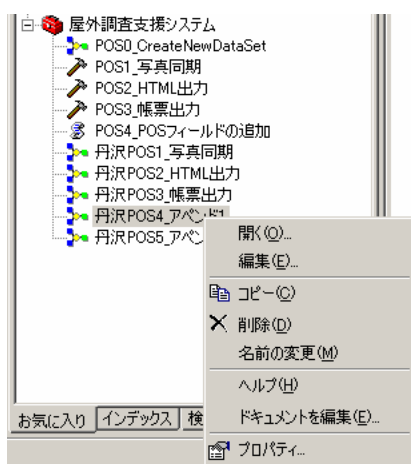 屋外調査支援システム
POS0_CreateNewDataSet
POS1_写真同期
POS2_HTML出力
POS3_帳票出力
POS4_POSフィールドの追加
丹沢POS1_写真同期
丹沢POS2_HTML出力
丹沢POS3_帳票出力
丹沢POS4_アペンド1
丹沢POS5_アペ
開く(O)...
編集(E)...
コピー(C)
削除(D)
名前の変更(M)
ヘルプ(H)
ドキュメントを編集(E)...
プロパティ...
お気に入り インデックス 検